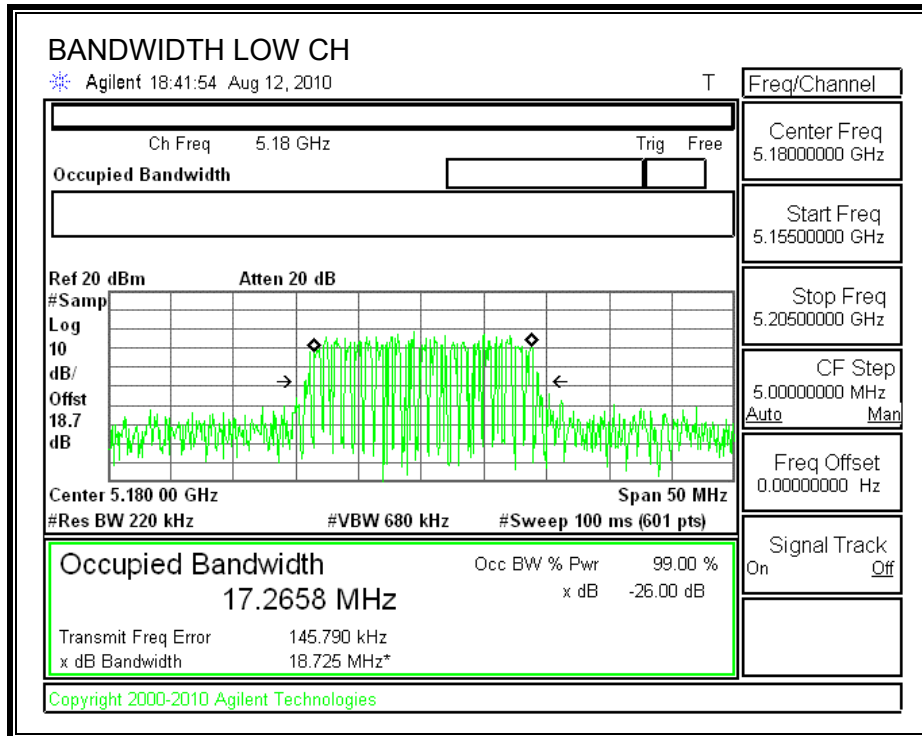 BANDWIDTH LOW CH
Agilent 18:41:54 Aug 12, 2010 T
Freq/Channel
Ch Freq 5.18 GHz Trig Free
Occupied Bandwidth
Center Freq
5.18000000 GHz
Start Freq
5.15500000 GHz
Stop Freq
5.20500000 GHz
CF Step
5.00000000 MHz
Auto Man
Freq Offset
0.00000000 Hz
Signal Track
On Off
Ref 20 dBm Atten 20 dB
#Samp
Log
10
dB/
Offst
18.7
dB
Center 5.180 00 GHz Span 50 MHz
#Res BW 220 kHz #VBW 680 kHz #Sweep 100 ms (601 pts)
Occupied Bandwidth Occ BW % Pwr 99.00 %
17.2658 MHz x dB -26.00 dB
Transmit Freq Error 145.790 kHz
x dB Bandwidth 18.725 MHz*
Copyright 2000-2010 Agilent Technologies